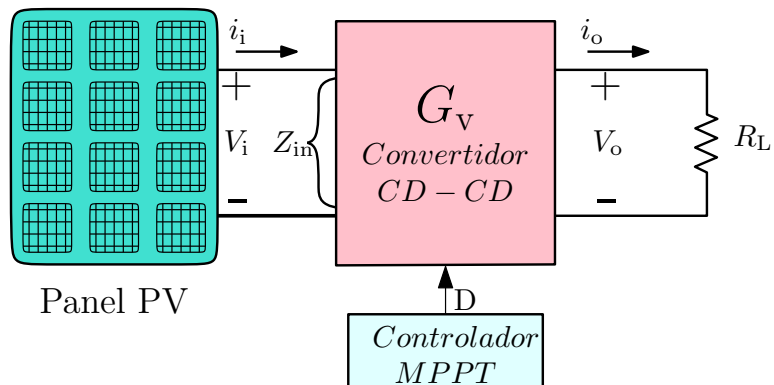 i_i
i_o
G_v
Convertidor
CD − CD
+
+
V_i
Z_in
V_o
R_L
−
−
Panel PV
D
Controlador
MPPT